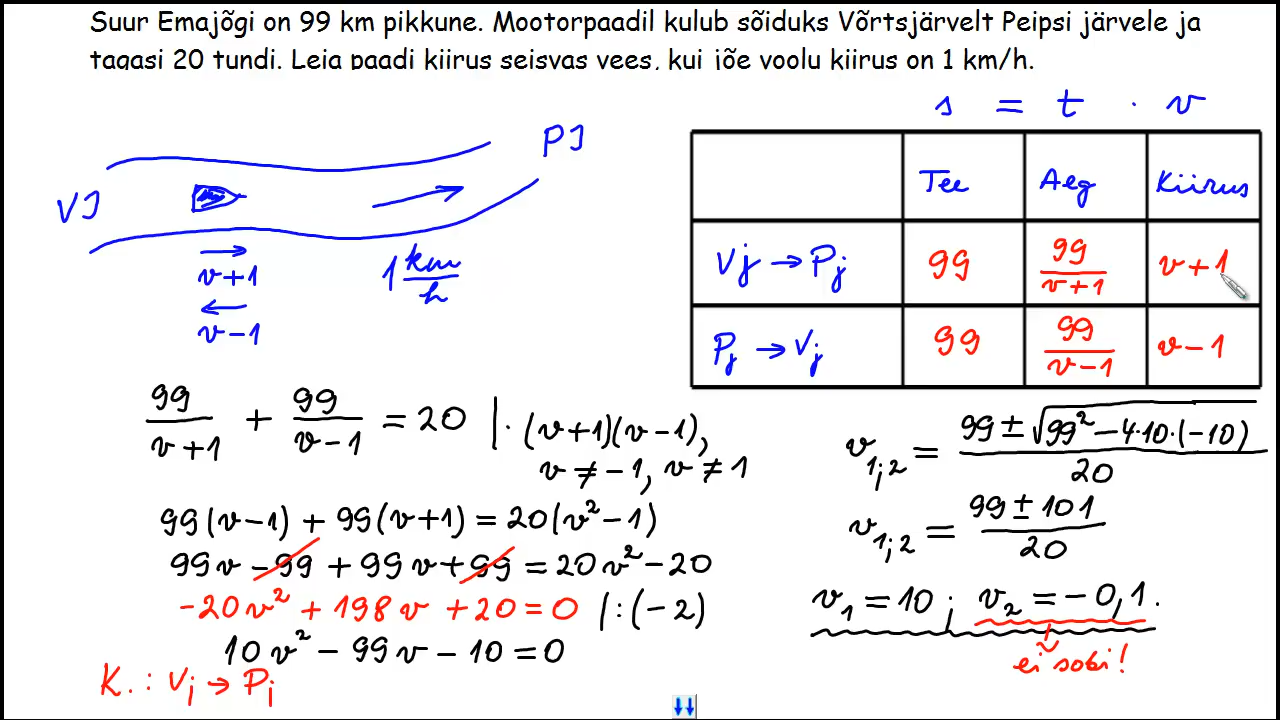 Suur Emajõgi on 99 km pikkune. Mootorpaadil kulub sõiduks Võrtsjärvelt Peipsi järvele ja
tagasi 20 tundi. Leia paadi kiirus seisvas vees, kui jõe voolu kiirus on 1 km/h.
s = t · v
Tee Aeg Kiirus
Vj → Pj 99 99/(v+1) v+1
Pj → Vj 99 99/(v-1) v-1
PJ
VJ
v+1
v-1
1 km/h
99/(v+1) + 99/(v-1) = 20 |· (v+1)(v-1),
v ≠ -1, v ≠ 1
99(v-1) + 99(v+1) = 20(v²-1)
99v - 99 + 99v + 99 = 20v² - 20
-20v² + 198v + 20 = 0 |:(-2)
10v² - 99v - 10 = 0
K.: Vj → Pj
v1;2 = (99 ± √(99² - 4·10·(-10)))/20
v1;2 = (99 ± 101)/20
v1 = 10; v2 = -0,1.
ei sobi!